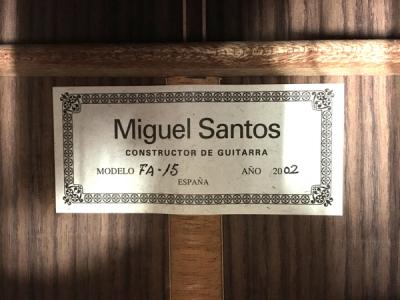 Miguel Santos
CONSTRUCTOR DE GUITARRA
MODELO FA-15 AÑO 2002
ESPAÑA